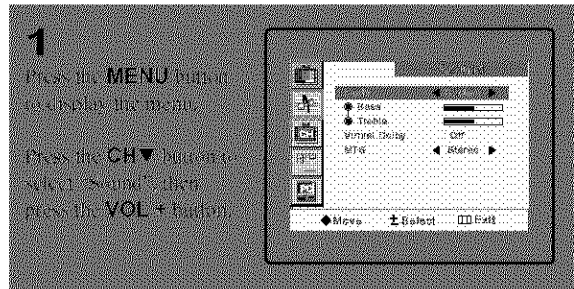 1
Press the MENU button
to display the menu.
Press the CH▼ button to
select "Sound", then
press the VOL + button.
Bass
Treble
Virtual Dolby Off
MTS ◀ Stereo ▶
◆Move ±Select Exit